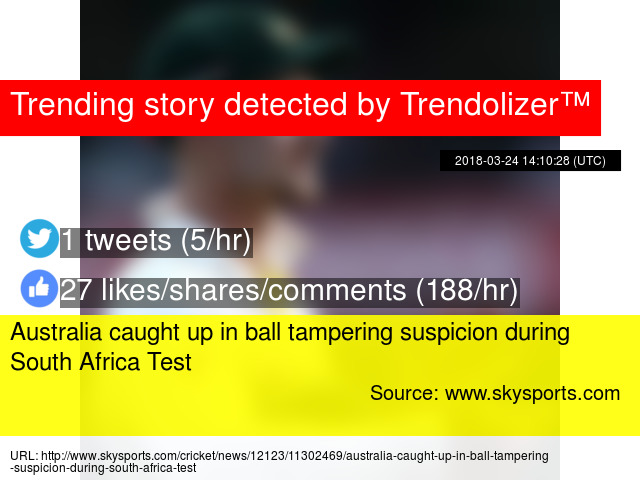 Trending story detected by Trendolizer™
2018-03-24 14:10:28 (UTC)
1 tweets (5/hr)
27 likes/shares/comments (188/hr)
Australia caught up in ball tampering suspicion during
South Africa Test
Source: www.skysports.com
URL: http://www.skysports.com/cricket/news/12123/11302469/australia-caught-up-in-ball-tampering
-suspicion-during-south-africa-test